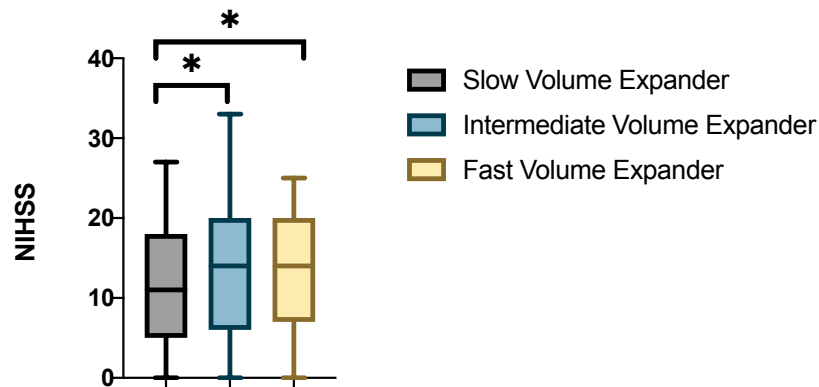 *
*
40
30
20
10
0
NIHSS
Slow Volume Expander
Intermediate Volume Expander
Fast Volume Expander